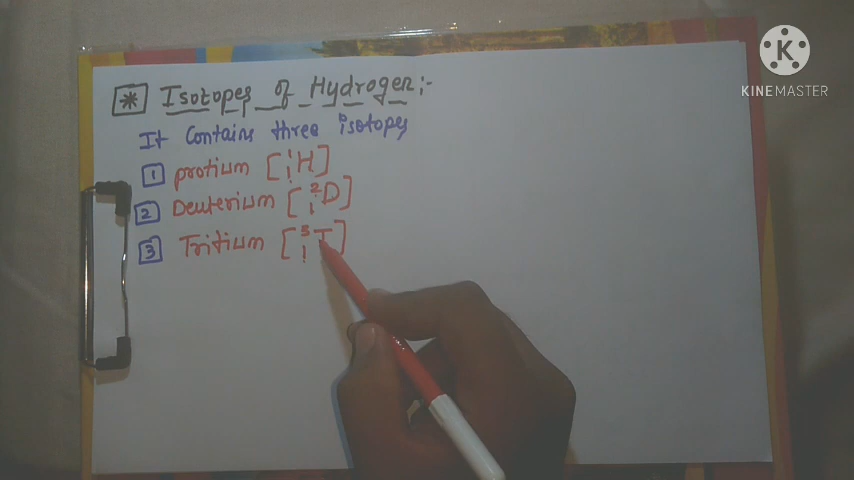 * Isotopes of Hydrogen:-
It Contains three isotopes
1 protium [¹₁H]
2 Deuterium [²₁D]
3 Tritium [³₁T]
K
KINEMASTER